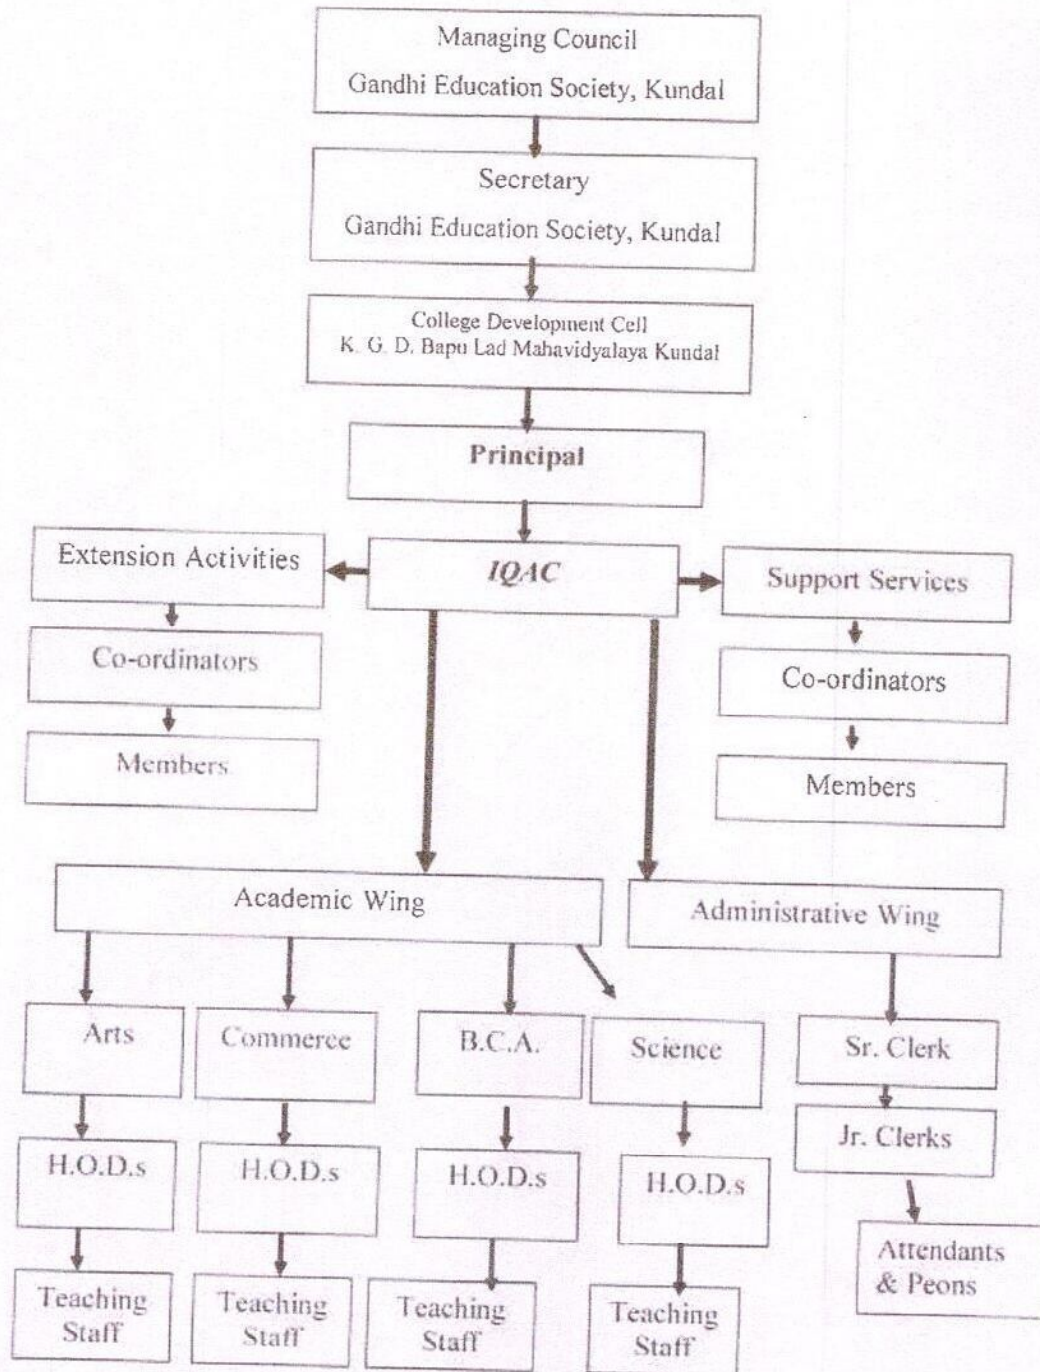 Managing Council
Gandhi Education Society, Kundal
Secretary
Gandhi Education Society, Kundal
College Development Cell
K. G. D. Bapu Lad Mahavidyalaya Kundal
Principal
IQAC
Extension Activities
Support Services
Co-ordinators
Co-ordinators
Members
Members
Academic Wing
Administrative Wing
Arts
Commerce
B.C.A.
Science
Sr. Clerk
Jr. Clerks
H.O.D.s
H.O.D.s
H.O.D.s
H.O.D.s
Attendants
& Peons
Teaching
Staff
Teaching
Staff
Teaching
Staff
Teaching
Staff